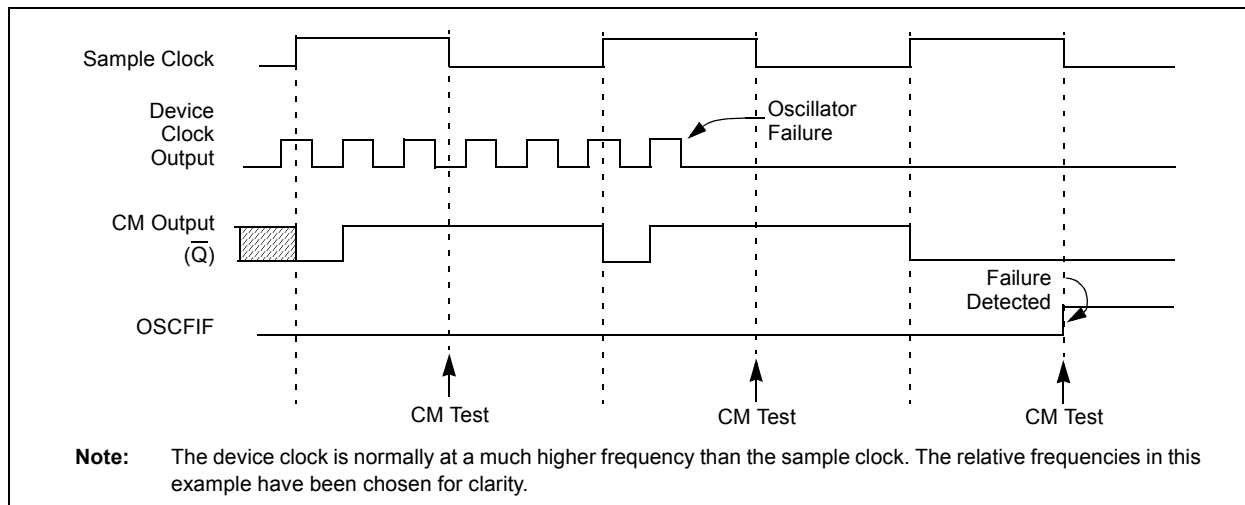 Sample Clock
Device
Clock
Output
Oscillator
Failure
CM Output
(Q̅)
Failure
Detected
OSCFIF
CM Test
CM Test
CM Test
Note: The device clock is normally at a much higher frequency than the sample clock. The relative frequencies in this
example have been chosen for clarity.